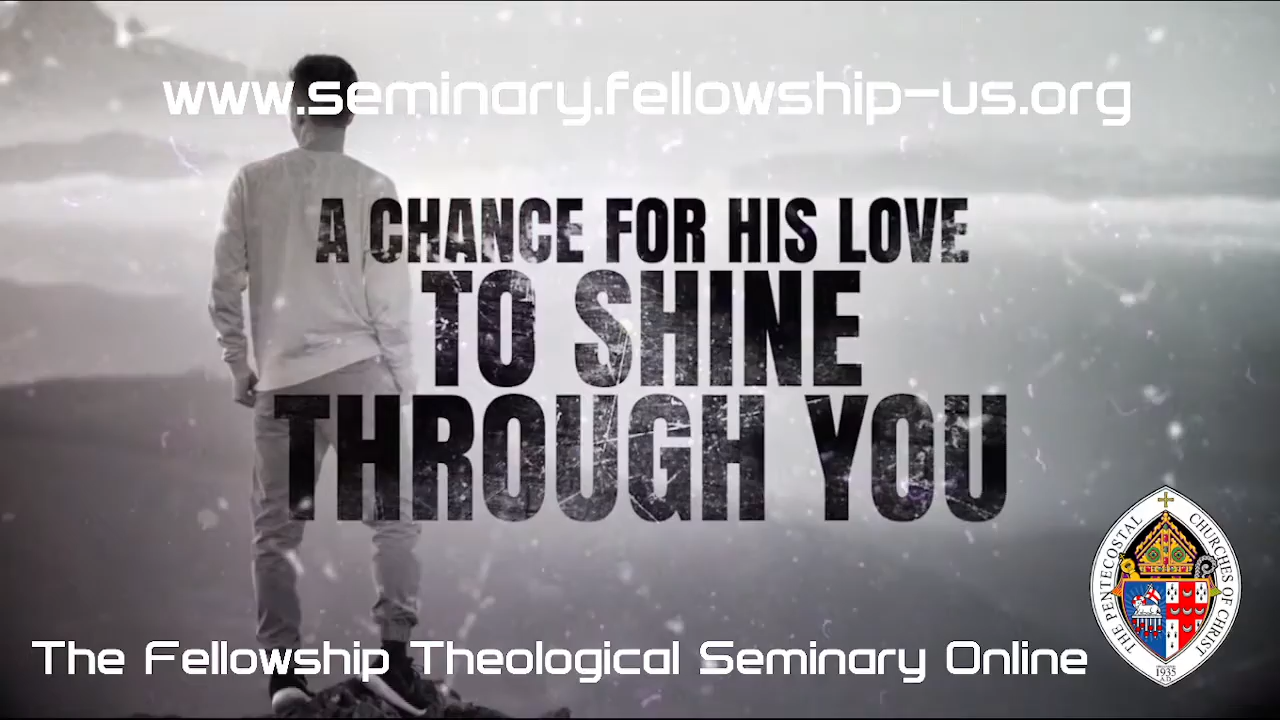 www.seminary.fellowship-us.org
A CHANCE FOR HIS LOVE
TO SHINE
THROUGH YOU
The Fellowship Theological Seminary Online
THE PENTECOSTAL CHURCHES OF CHRIST
1935
A.D.